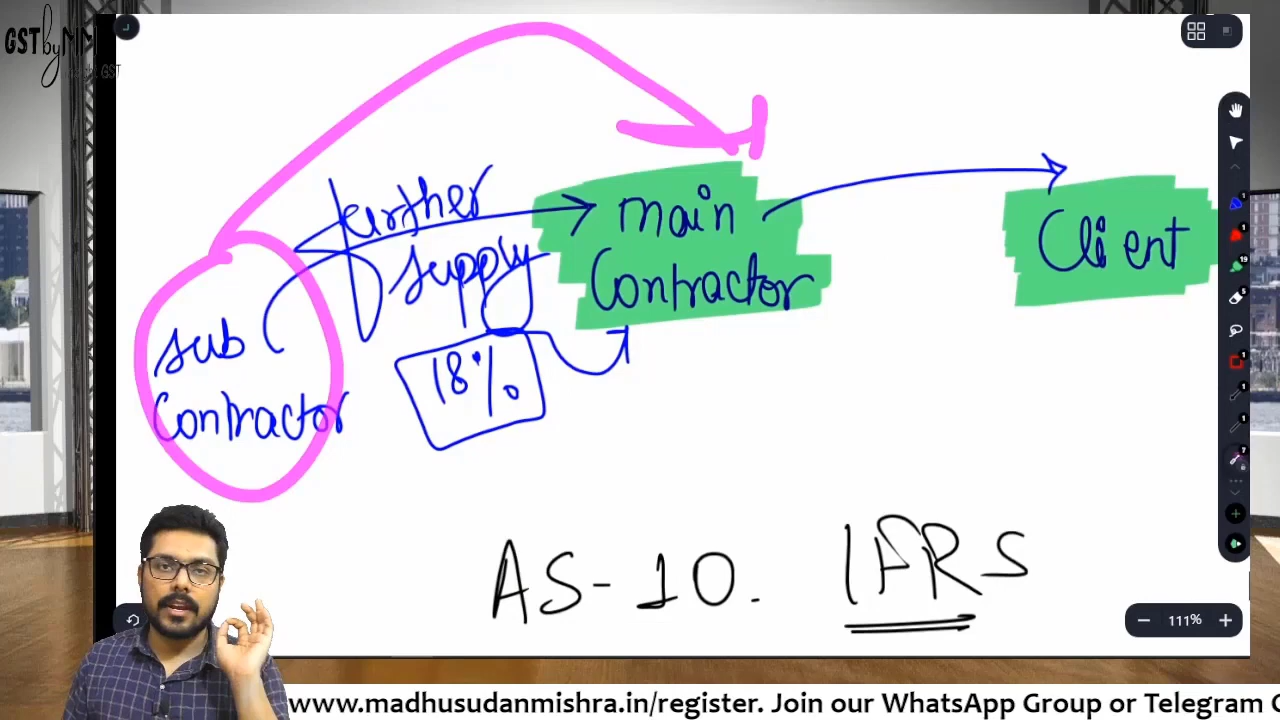 GST by MM
GST
further
supply
main
Contractor
Client
sub
Contractor
18%
AS-10. IFRS
111%
www.madhusudanmishra.in/register. Join our WhatsApp Group or Telegram